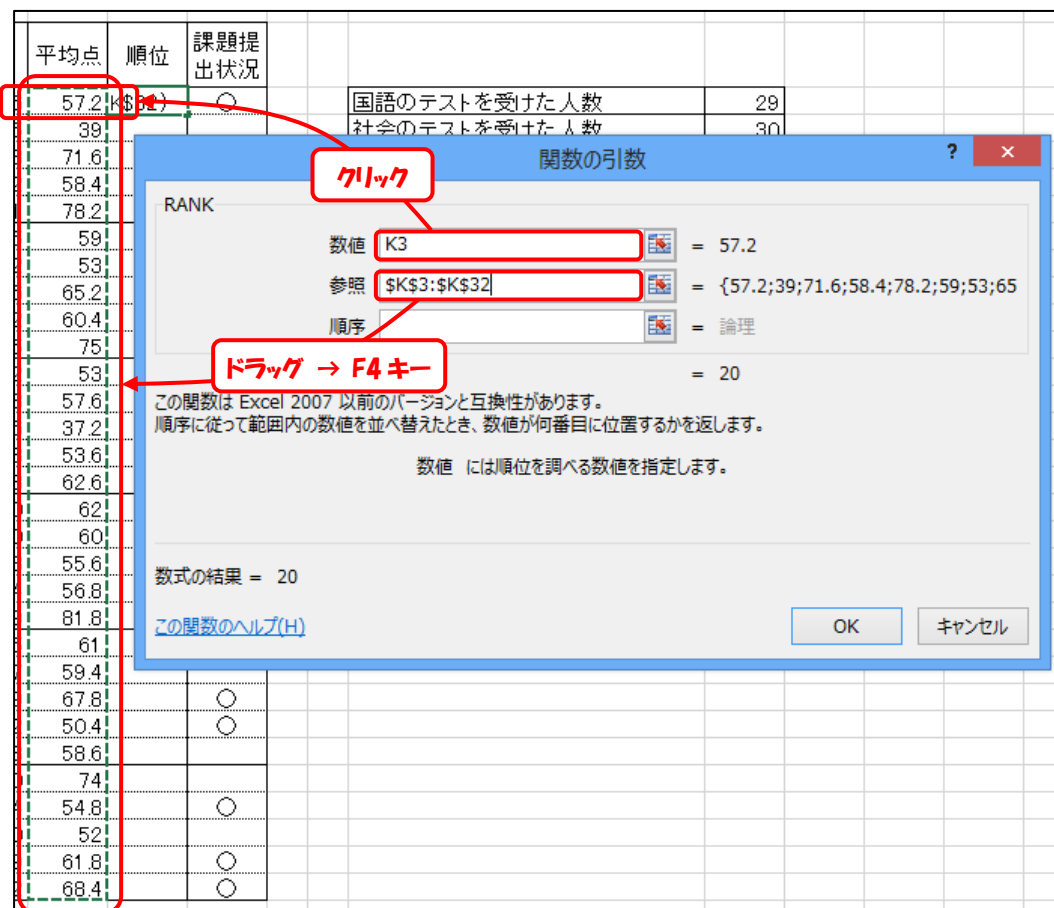 平均点 順位 課題提出状況
57.2 K$32) ○ 国語のテストを受けた人数 29
39 社会のテストを受けた人数 30
71.6
58.4
78.2
59
53
65.2
60.4
75
53
57.6
37.2
53.6
62.6
62
60
55.6
56.8
81.8
61
59.4
67.8 ○
50.4 ○
58.6
74
54.8 ○
52
61.8 ○
68.4 ○
関数の引数 ? ×
クリック
RANK
数値 K3 = 57.2
参照 $K$3:$K$32 = {57.2;39;71.6;58.4;78.2;59;53;65
順序 = 論理
ドラッグ → F4 キー
= 20
この関数は Excel 2007 以前のバージョンと互換性があります。
順序に従って範囲内の数値を並べ替えたとき、数値が何番目に位置するかを返します。
数値 には順位を調べる数値を指定します。
数式の結果 = 20
この関数のヘルプ(H)
OK キャンセル